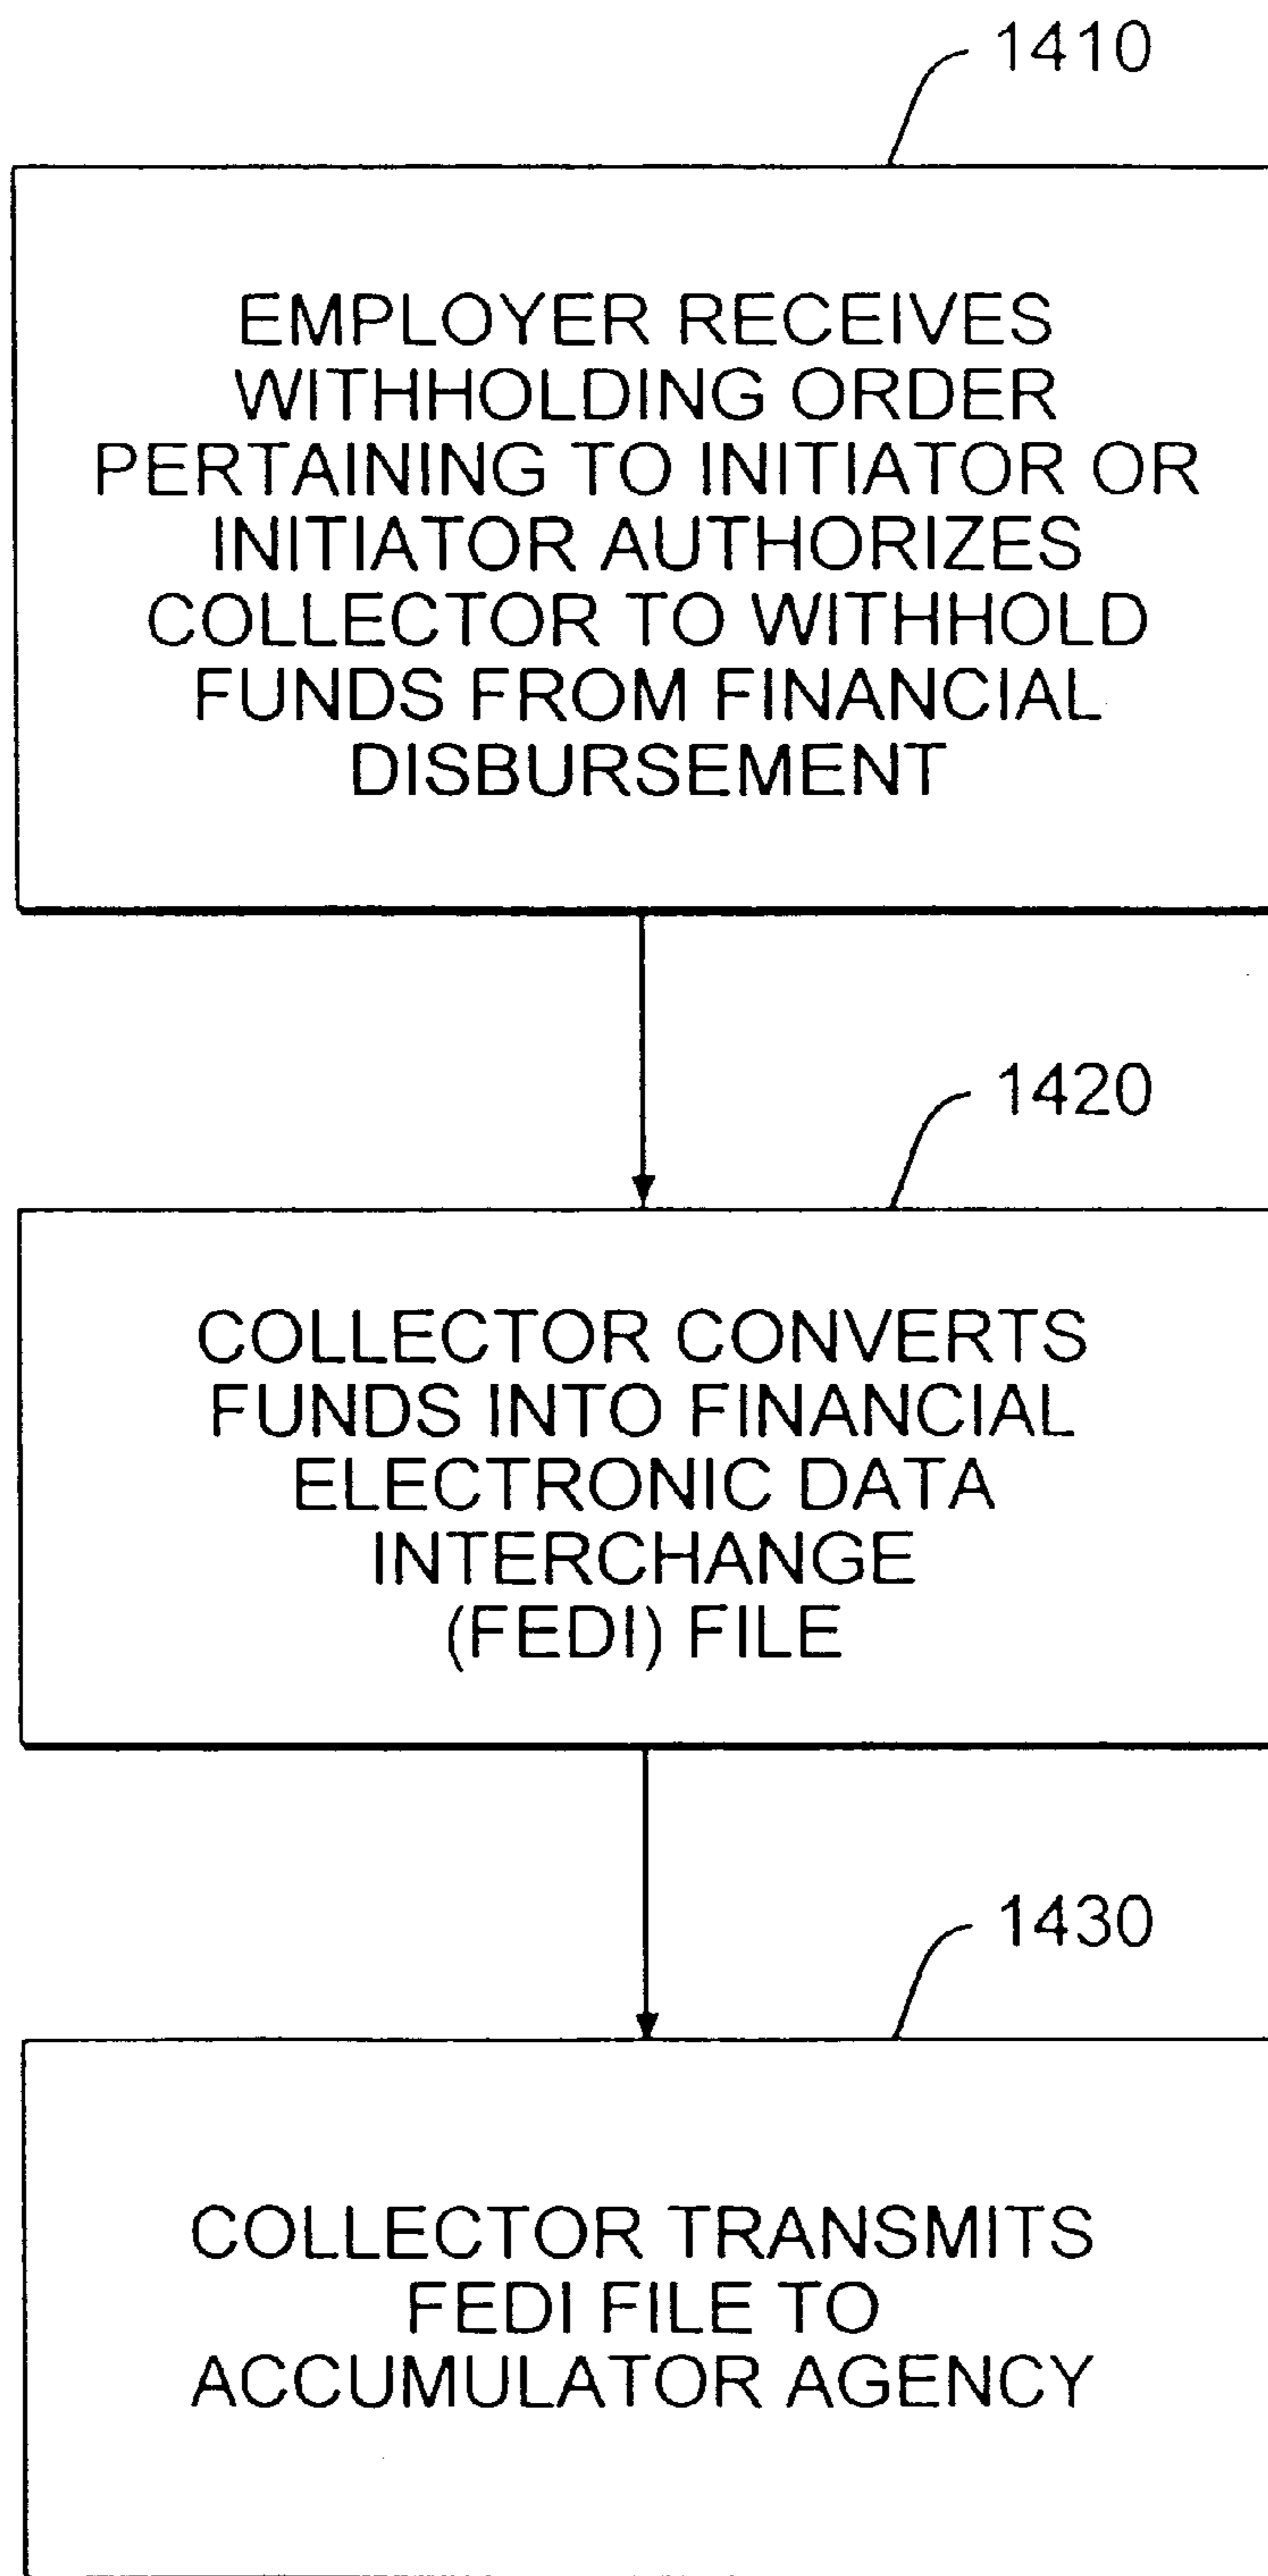 1410
EMPLOYER RECEIVES
WITHHOLDING ORDER
PERTAINING TO INITIATOR OR
INITIATOR AUTHORIZES
COLLECTOR TO WITHHOLD
FUNDS FROM FINANCIAL
DISBURSEMENT
1420
COLLECTOR CONVERTS
FUNDS INTO FINANCIAL
ELECTRONIC DATA
INTERCHANGE
(FEDI) FILE
1430
COLLECTOR TRANSMITS
FEDI FILE TO
ACCUMULATOR AGENCY